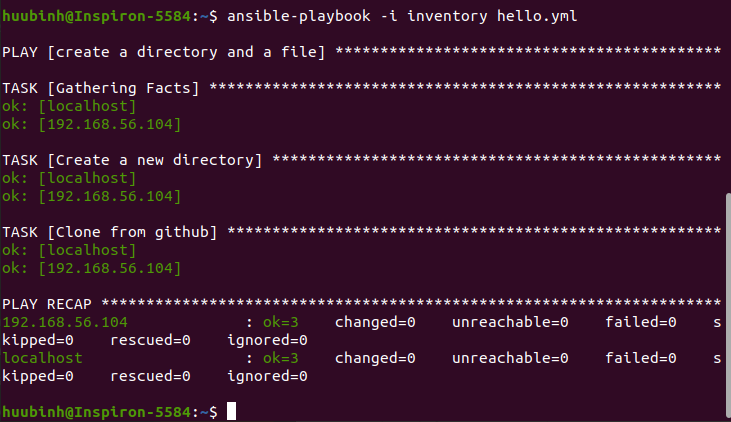 huubinh@Inspiron-5584:~$ ansible-playbook -i inventory hello.yml
PLAY [create a directory and a file] *******************************************
TASK [Gathering Facts] *********************************************************
ok: [localhost]
ok: [192.168.56.104]
TASK [Create a new directory] **************************************************
ok: [localhost]
ok: [192.168.56.104]
TASK [Clone from github] *******************************************************
ok: [localhost]
ok: [192.168.56.104]
PLAY RECAP *********************************************************************
192.168.56.104             : ok=3    changed=0    unreachable=0    failed=0    s
kipped=0    rescued=0    ignored=0
localhost                  : ok=3    changed=0    unreachable=0    failed=0    s
kipped=0    rescued=0    ignored=0
huubinh@Inspiron-5584:~$